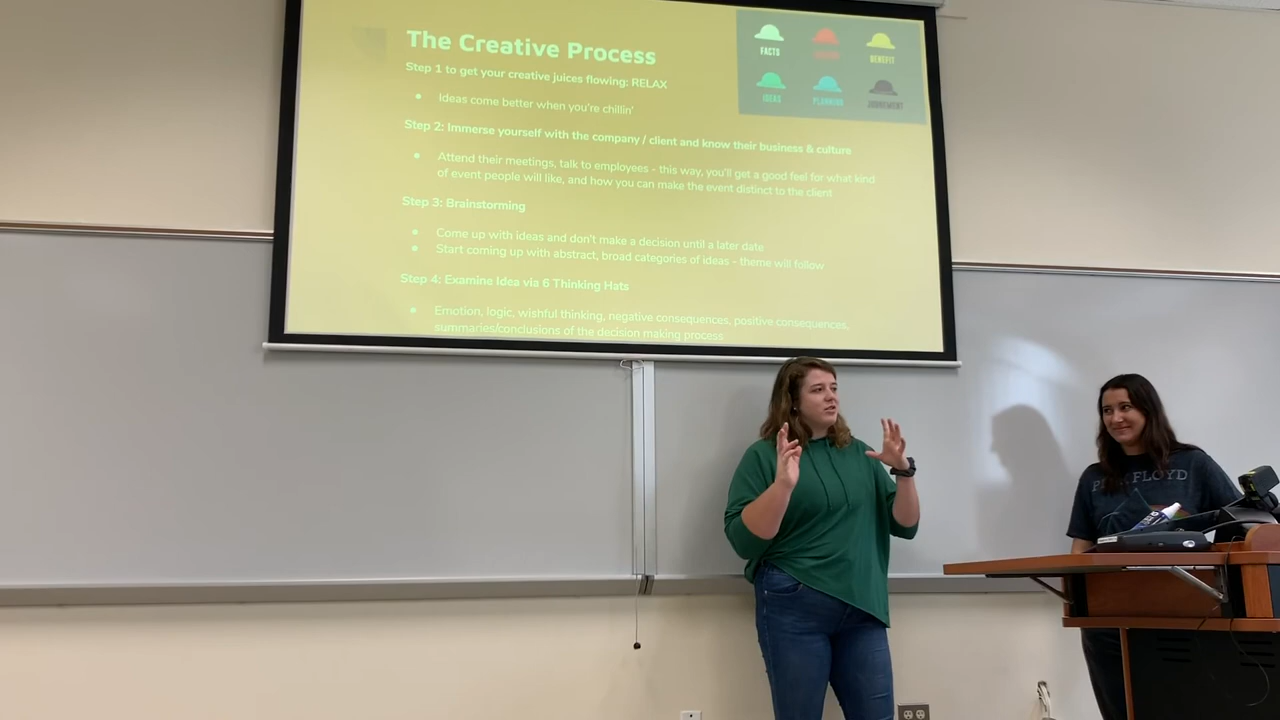 The Creative Process
Step 1 to get your creative juices flowing: RELAX
Ideas come better when you're chillin'
Step 2: Immerse yourself with the company / client and know their business & culture
Attend their meetings, talk to employees - this way, you'll get a good feel for what kind
of event people will like, and how you can make the event distinct to the client
Step 3: Brainstorming
Come up with ideas and don't make a decision until a later date
Start coming up with abstract, broad categories of ideas - theme will follow
Step 4: Examine Idea via 6 Thinking Hats
Emotion, logic, wishful thinking, negative consequences, positive consequences,
summaries/conclusions of the decision making process
FACTS
BENEFIT
IDEAS
PLANNING
JUDGEMENT
PINK FLOYD